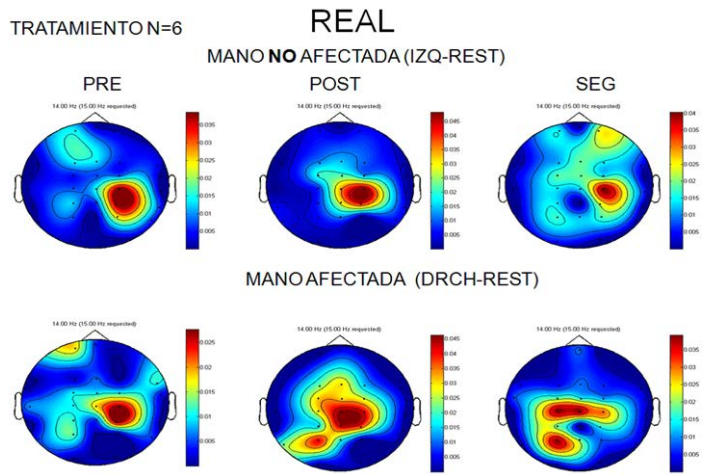 REAL
TRATAMIENTO N=6
MANO NO AFECTADA (IZQ-REST)
PRE POST SEG
14.00 Hz (15.00 Hz requested) 14.00 Hz (15.00 Hz requested) 14.00 Hz (15.00 Hz requested)
0.035 0.045 0.04
0.03 0.04 0.035
0.025 0.035 0.03
0.02 0.03 0.025
0.015 0.025 0.02
0.01 0.02 0.015
0.005 0.015 0.01
0.01 0.005
0.005
MANO AFECTADA (DRCH-REST)
14.00 Hz (15.00 Hz requested) 14.00 Hz (15.00 Hz requested) 14.00 Hz (15.00 Hz requested)
0.025 0.045 0.035
0.02 0.04 0.03
0.015 0.035 0.025
0.01 0.03 0.02
0.005 0.025 0.015
0.02 0.01
0.015 0.005
0.01
0.005